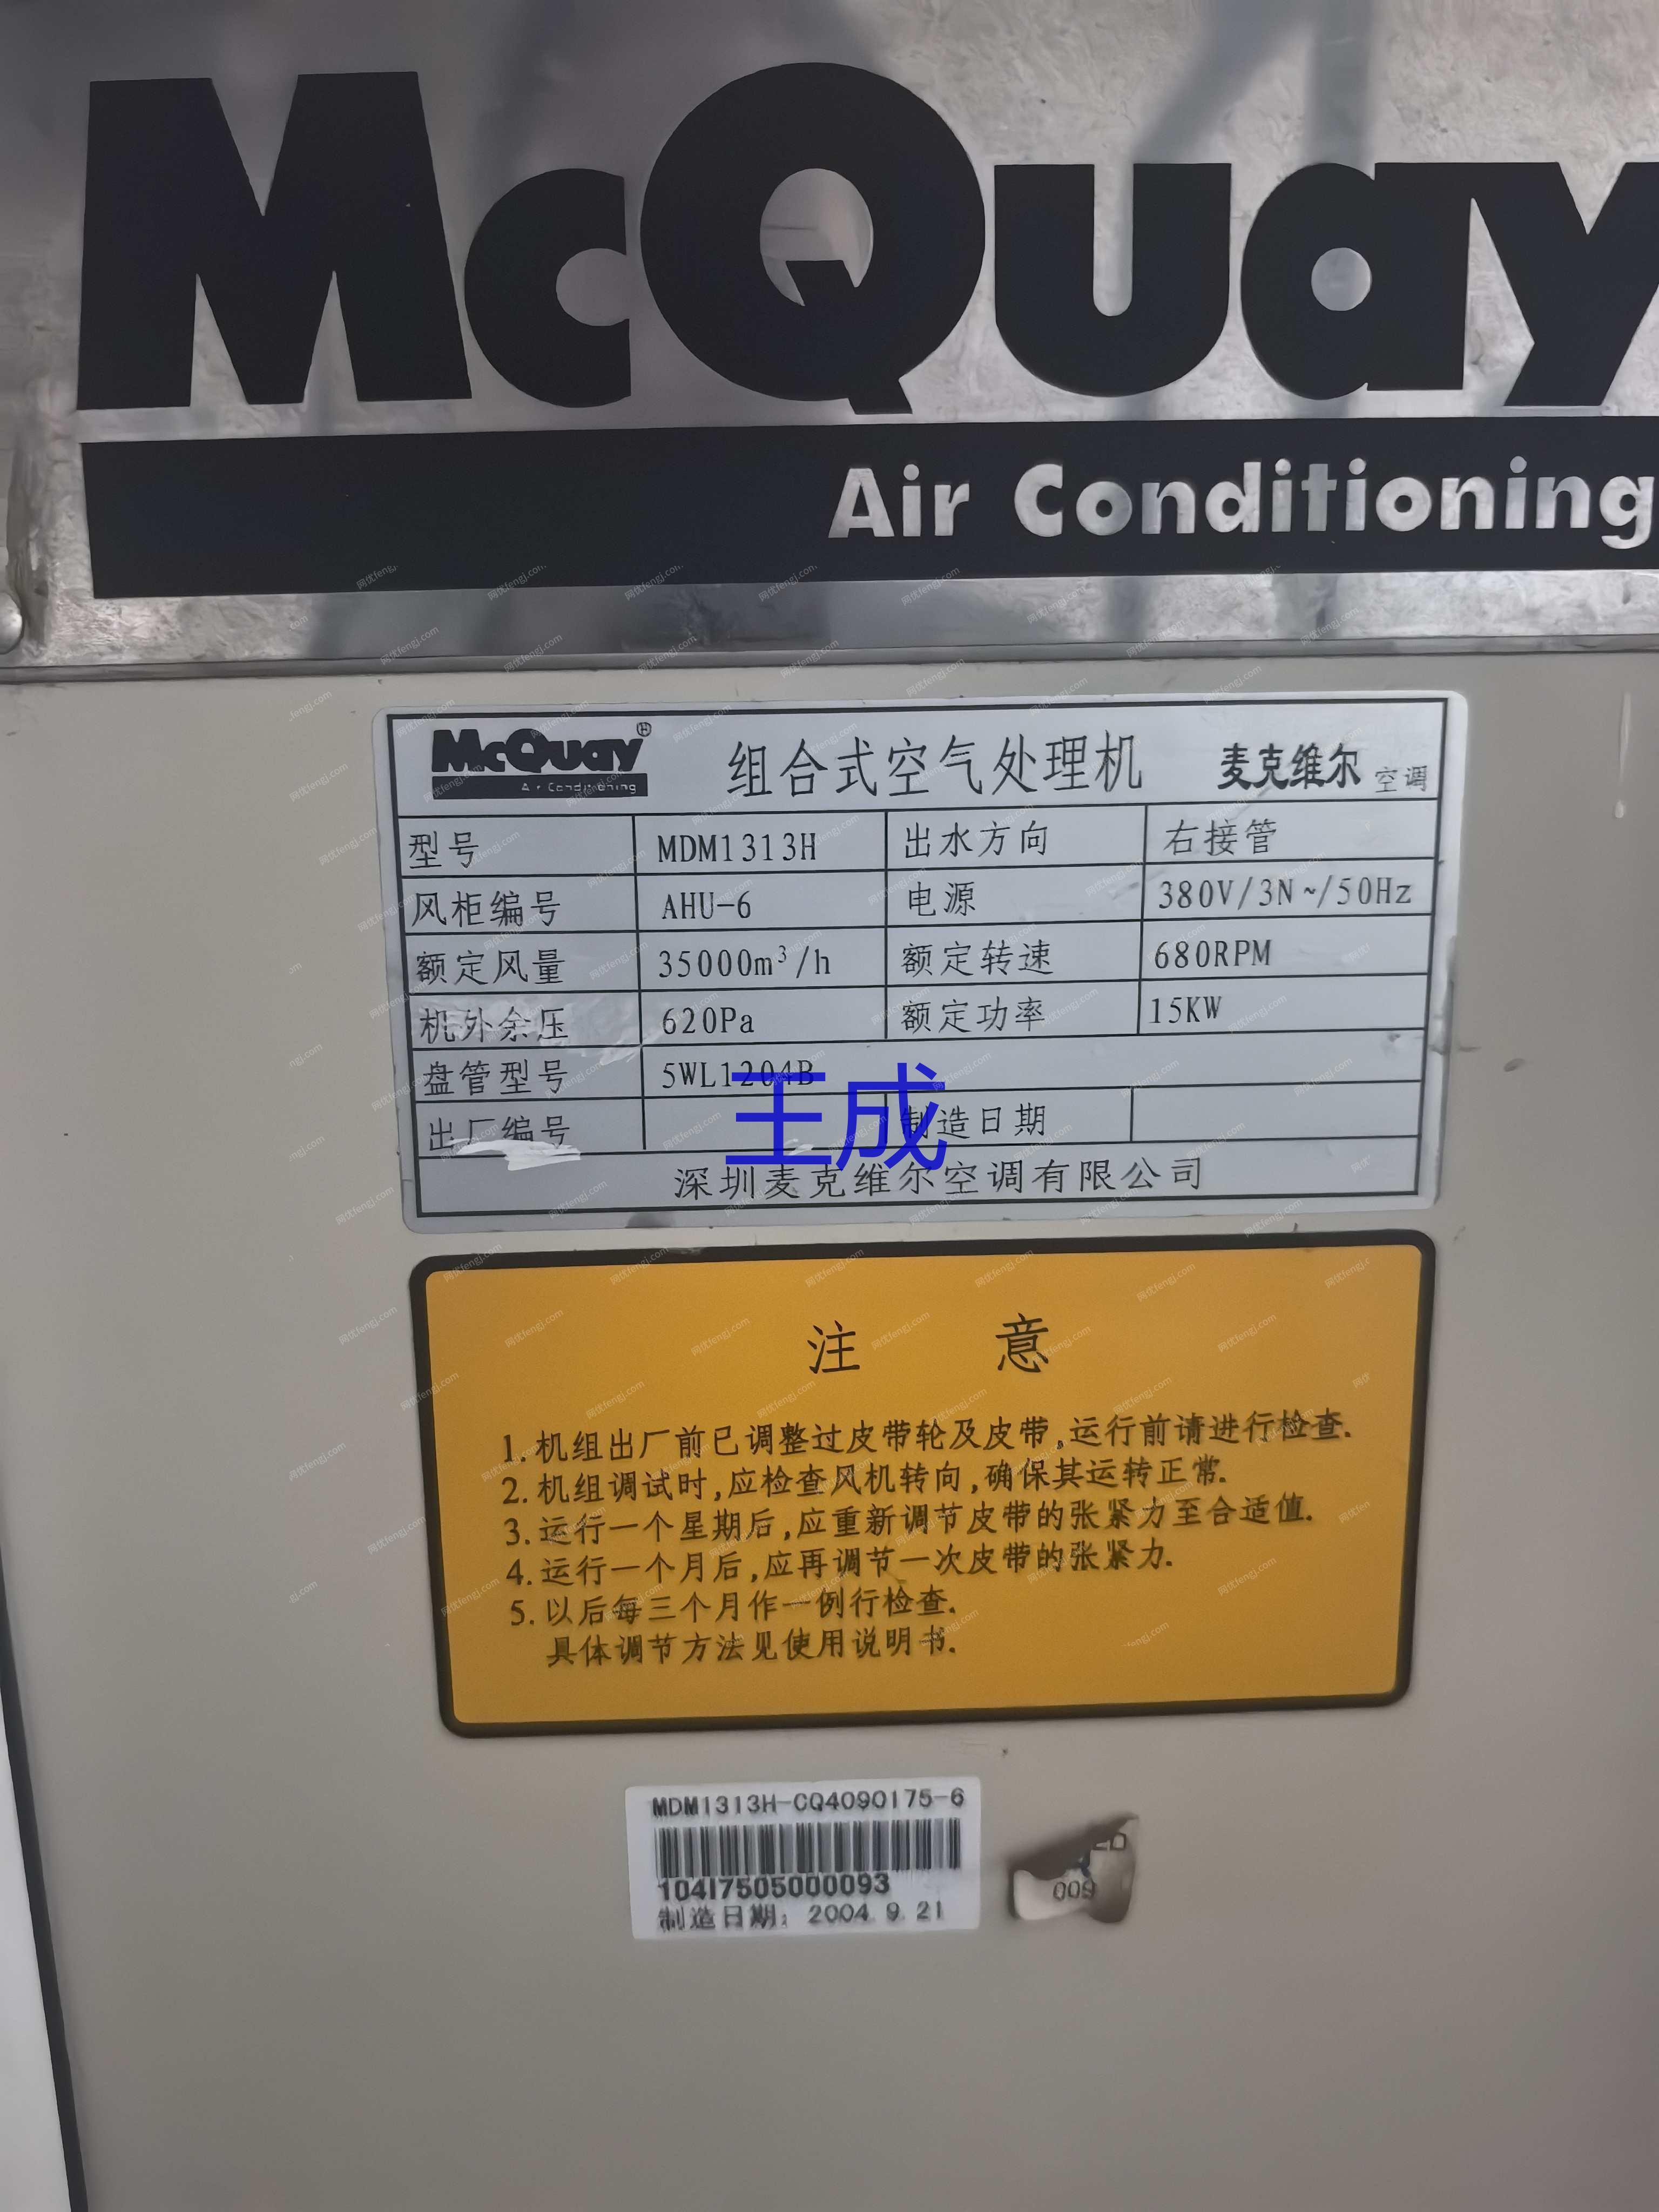 McQuay
Air Conditioning
McQuay® Air Conditioning 组合式空气处理机 麦克维尔 空调
型号 MDM1313H 出水方向 右接管
风柜编号 AHU-6 电源 380V/3N~/50Hz
额定风量 35000m³/h 额定转速 680RPM
机外余压 620Pa 额定功率 15KW
盘管型号 5WL1204B
王成
出厂编号 制造日期
深圳麦克维尔空调有限公司
注 意
1. 机组出厂前已调整过皮带轮及皮带,运行前请进行检查.
2. 机组调试时,应检查风机转向,确保其运转正常.
3. 运行一个星期后,应重新调节皮带的张紧力至合适值.
4. 运行一个月后,应再调节一次皮带的张紧力.
5. 以后每三个月作一例行检查.
具体调节方法见使用说明书.
MDM1313H-CQ4090175-6
104I7505000093
制造日期: 2004.9.21
009
网优fengj.com